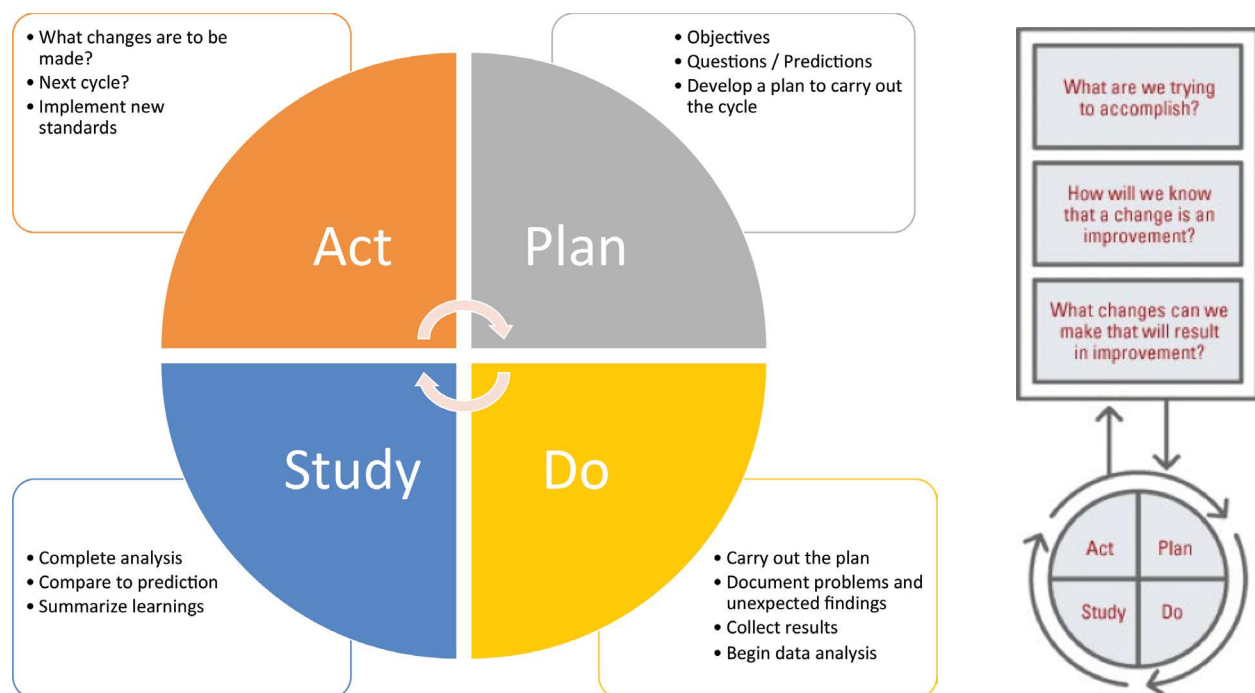 • What changes are to be
made?
• Next cycle?
• Implement new
standards
• Objectives
• Questions / Predictions
• Develop a plan to carry out
the cycle
Act
Plan
Study
Do
• Complete analysis
• Compare to prediction
• Summarize learnings
• Carry out the plan
• Document problems and
unexpected findings
• Collect results
• Begin data analysis
What are we trying
to accomplish?
How will we know
that a change is an
improvement?
What changes can we
make that will result
in improvement?
Act
Plan
Study
Do